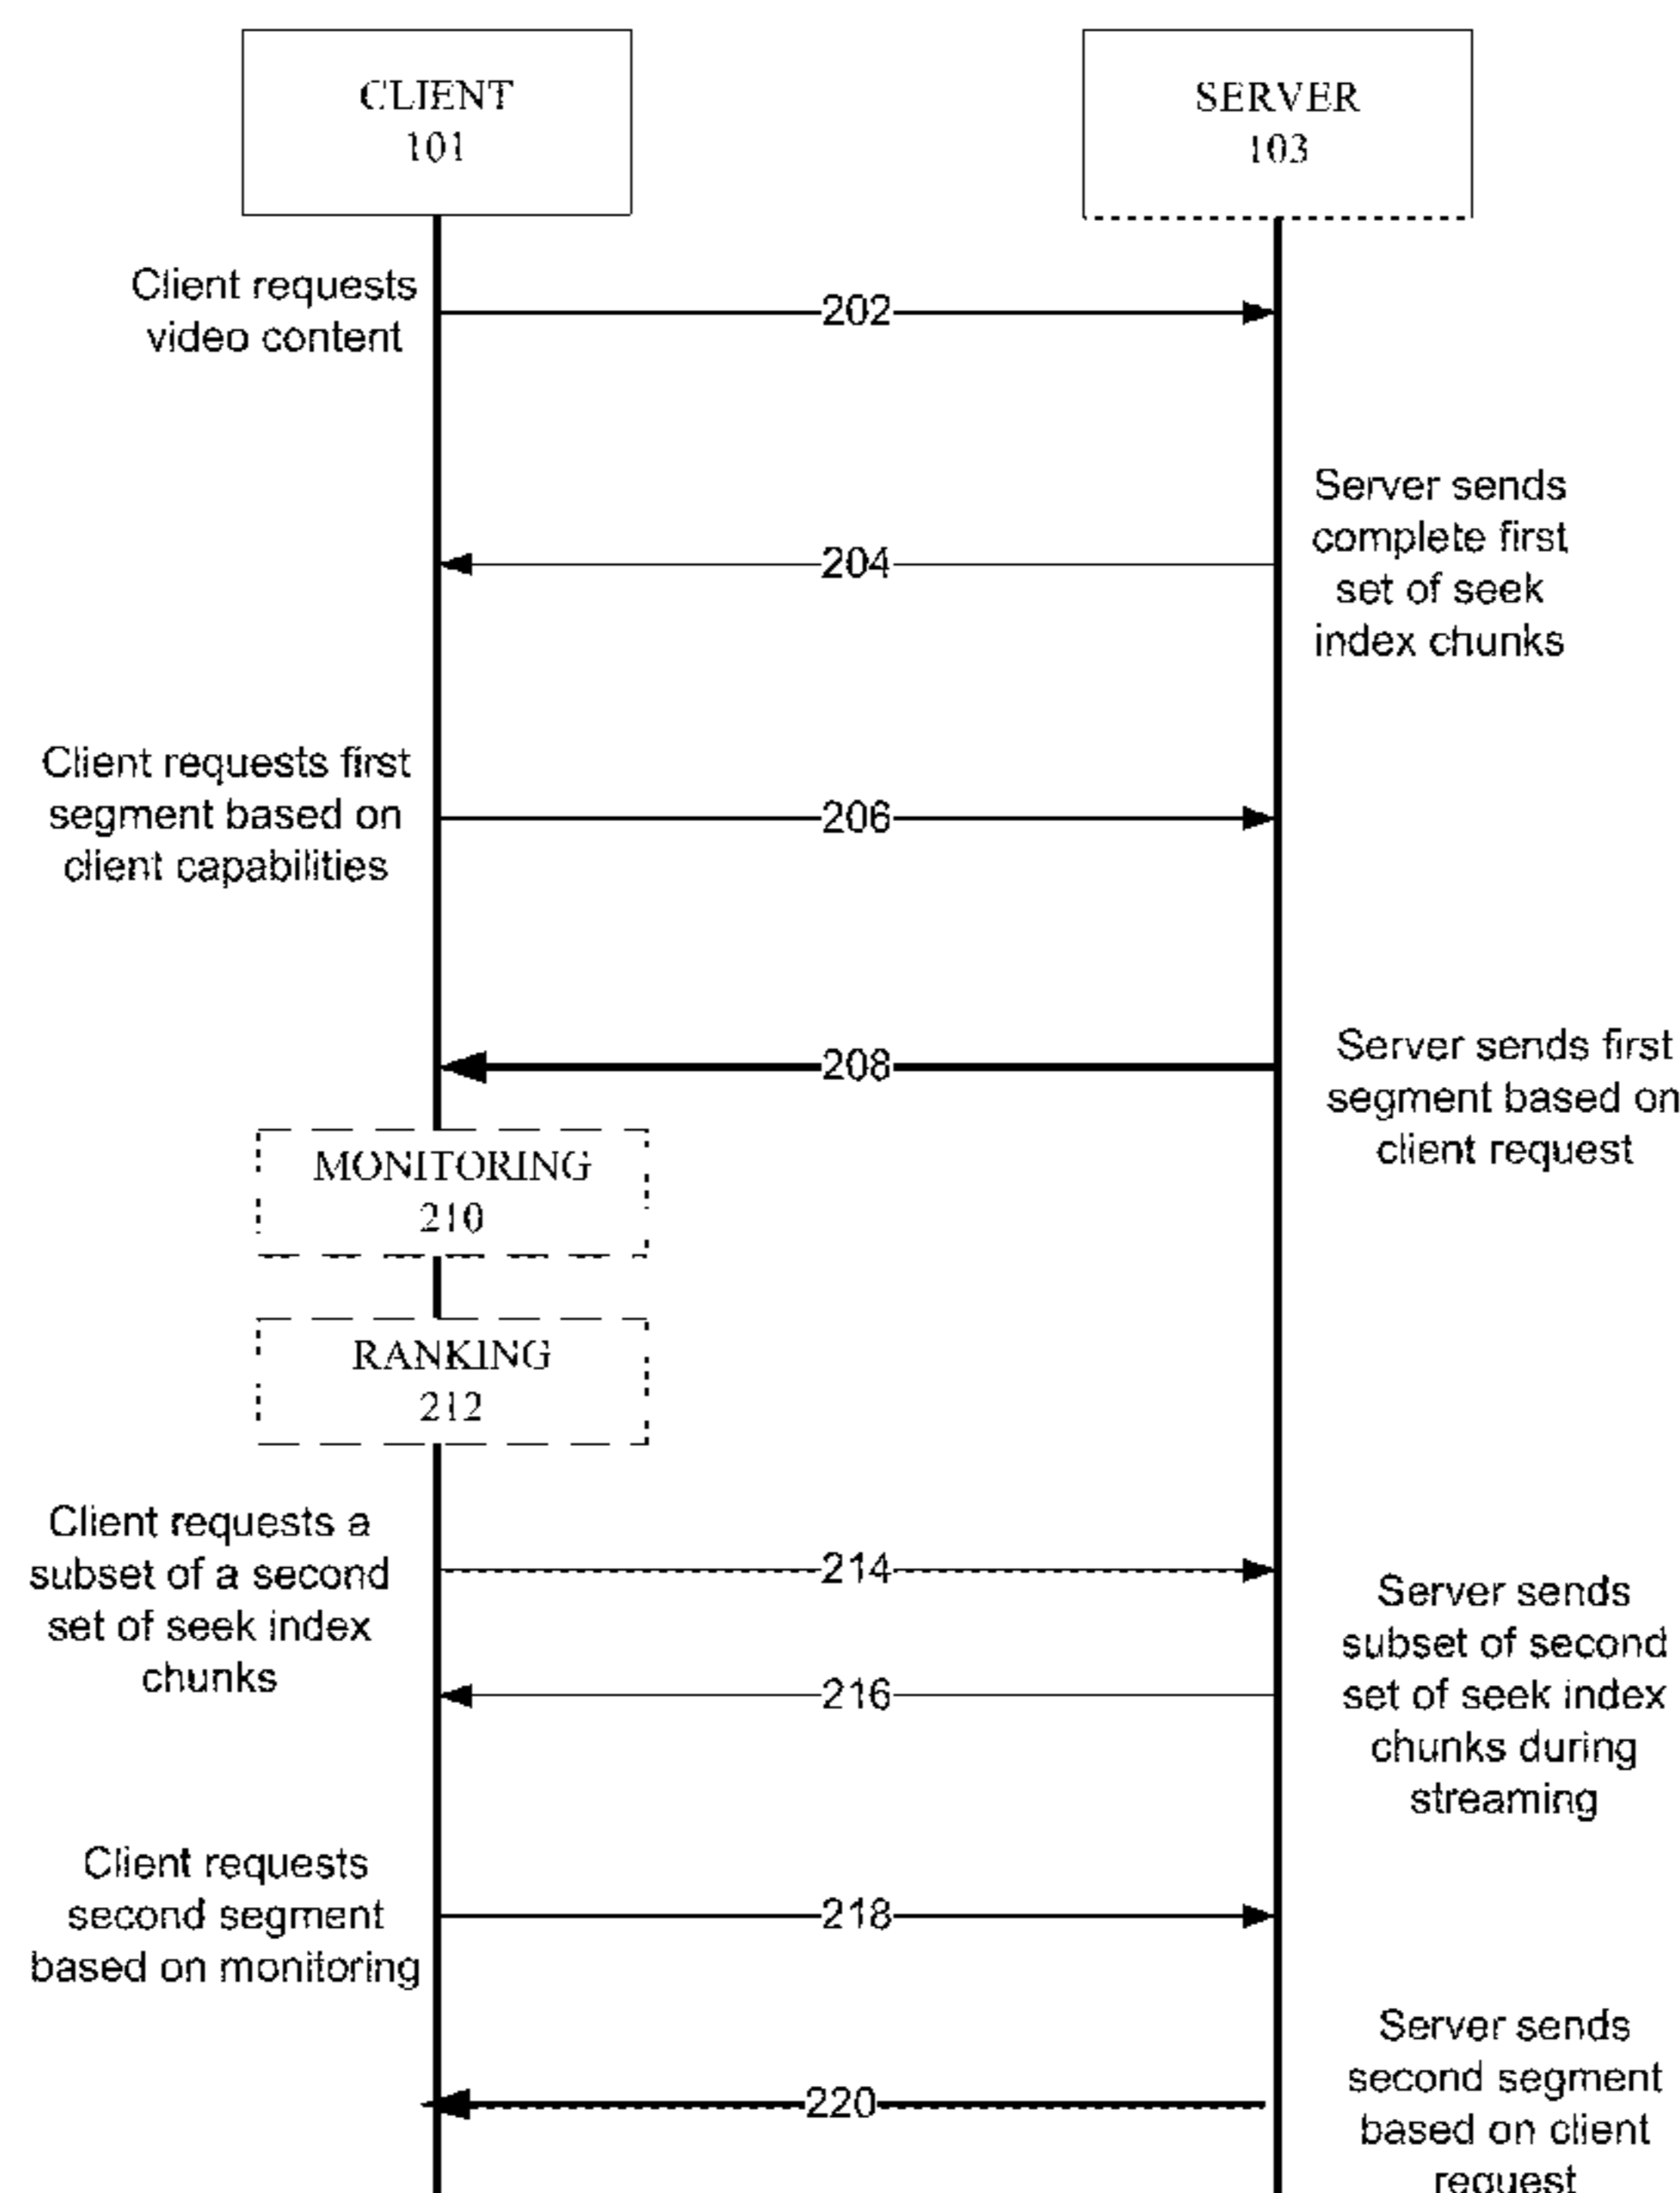 CLIENT
101
SERVER
103
Client requests
video content
202
Server sends
complete first
set of seek
index chunks
204
Client requests first
segment based on
client capabilities
206
Server sends first
segment based on
client request
208
MONITORING
210
RANKING
212
Client requests a
subset of a second
set of seek index
chunks
214
Server sends
subset of second
set of seek index
chunks during
streaming
216
Client requests
second segment
based on monitoring
218
Server sends
second segment
based on client
request
220